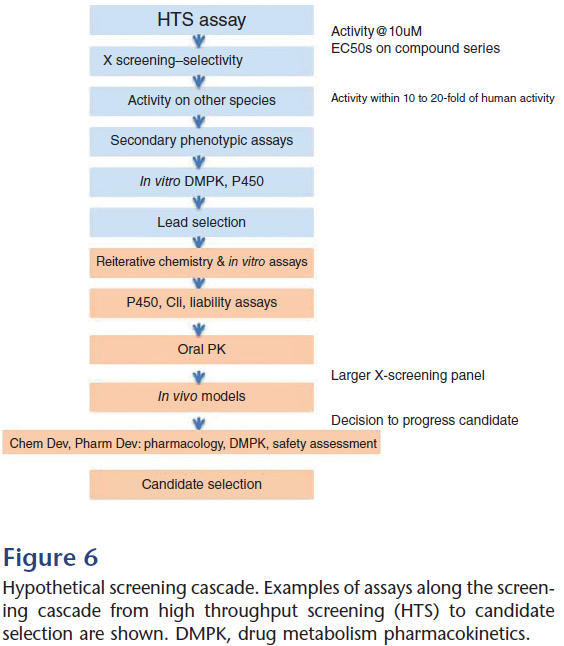 HTS assay
Activity@10uM
EC50s on compound series
X screening–selectivity
Activity on other species
Activity within 10 to 20-fold of human activity
Secondary phenotypic assays
In vitro DMPK, P450
Lead selection
Reiterative chemistry & in vitro assays
P450, Cli, liability assays
Oral PK
Larger X-screening panel
In vivo models
Decision to progress candidate
Chem Dev, Pharm Dev: pharmacology, DMPK, safety assessment
Candidate selection
Figure 6
Hypothetical screening cascade. Examples of assays along the screen-
ing cascade from high throughput screening (HTS) to candidate
selection are shown. DMPK, drug metabolism pharmacokinetics.